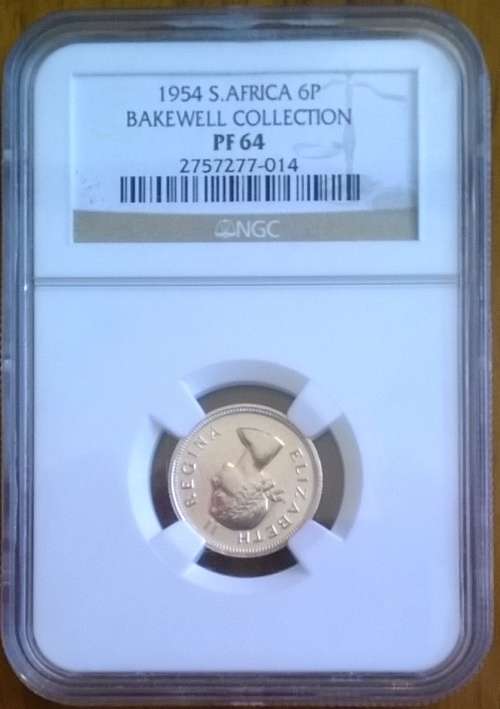 1954 S.AFRICA 6P
BAKEWELL COLLECTION
PF 64
2757277-014
NGC
ELIZABETH II REGINA